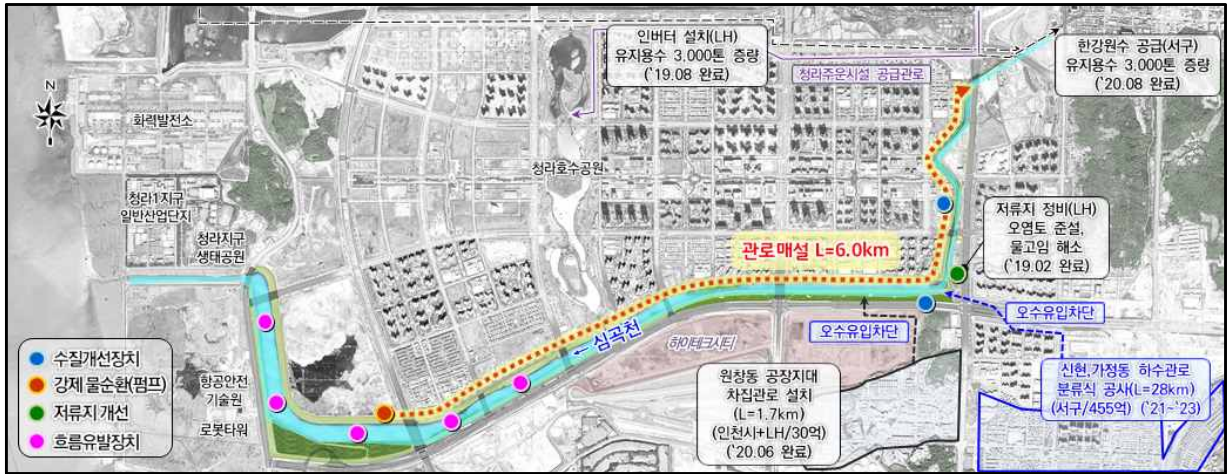 인버터 설치(LH)
유지용수 3,000톤 증량
(`19.08 완료)
청라주운시설 공급관로
한강원수 공급(서구)
유지용수 3,000톤 증량
(`20.08 완료)
N
화력발전소
청라호수공원
청라1지구
일반산업단지
저류지 정비(LH)
오염토 준설,
물고임 해소
(`19.02 완료)
청라지구
생태공원
관로매설 L=6.0km
오수유입차단
오수유입차단
←심곡천
하이테크시티
수질개선장치
강제 물순환(펌프)
저류지 개선
흐름유발장치
항공안전
기술원
로봇타워
원창동 공장지대
차집관로 설치
(L=1.7km)
(인천시+LH/30억)
(`20.06 완료)
신현,가정동 하수관로
분류식 공사(L=28km)
(서구/455억) (`21~`23)